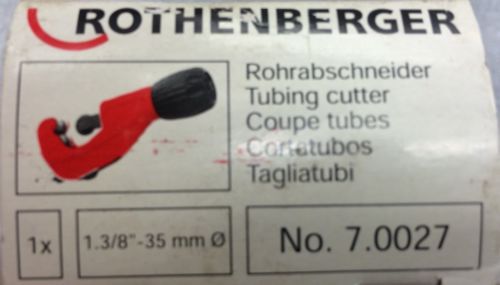 ROTHENBERGER
Rohrabschneider
Tubing cutter
Coupe tubes
Cortatubos
Tagliatubi
1x
1.3/8"-35 mm Ø
No. 7.0027